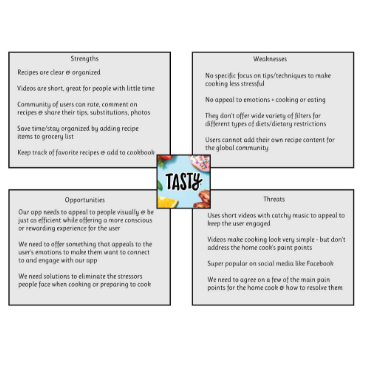 Strengths
Recipes are clear & organized
Videos are short, great for people with little time
Community of users can rate, comment on
recipes & share their tips, substitutions, photos
Save time/stay organized by adding recipe
items to grocery list
Keep track of favorite recipes & add to cookbook
Weaknesses
No specific focus on tips/techniques to make
cooking less stressful
No appeal to emotions + cooking or eating
They don't offer wide variety of filters for
different types of diets/dietary restrictions
Users cannot add their own recipe content for
the global community
TASTY
Opportunities
Our app needs to appeal to people visually & be
just as efficient while offering a more conscious
or rewarding experience for the user
We need to offer something that appeals to the
user's emotions to make them want to connect
to and engage with our app
We need solutions to eliminate the stressors
people face when cooking or preparing to cook
Threats
Uses short videos with catchy music to appeal to
keep the user engaged
Videos make cooking look very simple - but don't
address the home cook's paint points
Super popular on social media like Facebook
We need to agree on a few of the main pain
points for the home cook & how to resolve them